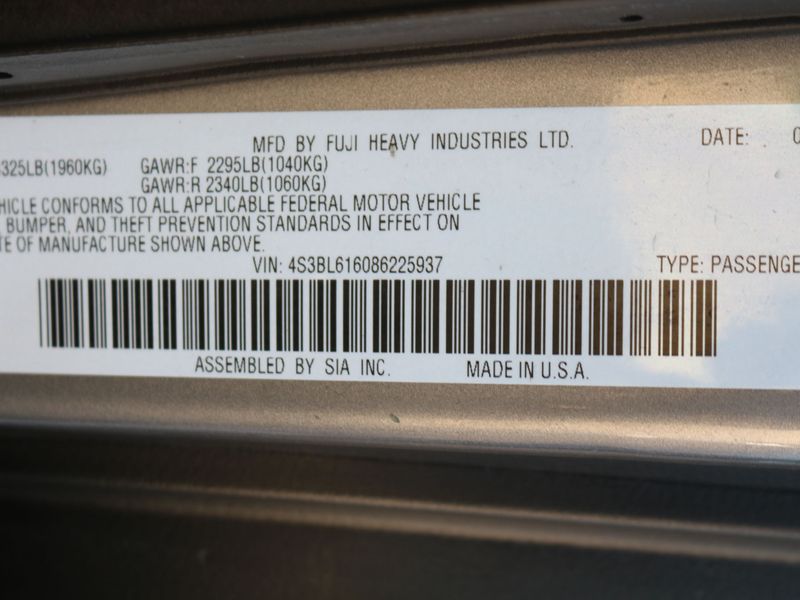 MFD BY FUJI HEAVY INDUSTRIES LTD. DATE: 0
325LB(1960KG) GAWR:F 2295LB(1040KG)
GAWR:R 2340LB(1060KG)
HICLE CONFORMS TO ALL APPLICABLE FEDERAL MOTOR VEHICLE
, BUMPER, AND THEFT PREVENTION STANDARDS IN EFFECT ON
TE OF MANUFACTURE SHOWN ABOVE.
VIN: 4S3BL616086225937 TYPE: PASSENGE
ASSEMBLED BY SIA INC. MADE IN U.S.A.